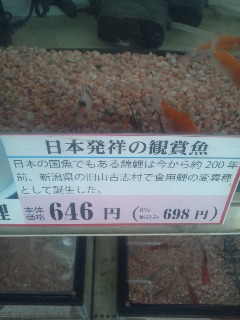 日本発祥の観賞魚
日本の国魚でもある錦鯉は今から約200年
前、新潟県の旧山古志村で食用鯉の変異種
として誕生した。
鯉 本体価格 646円(8%税込み 698円)